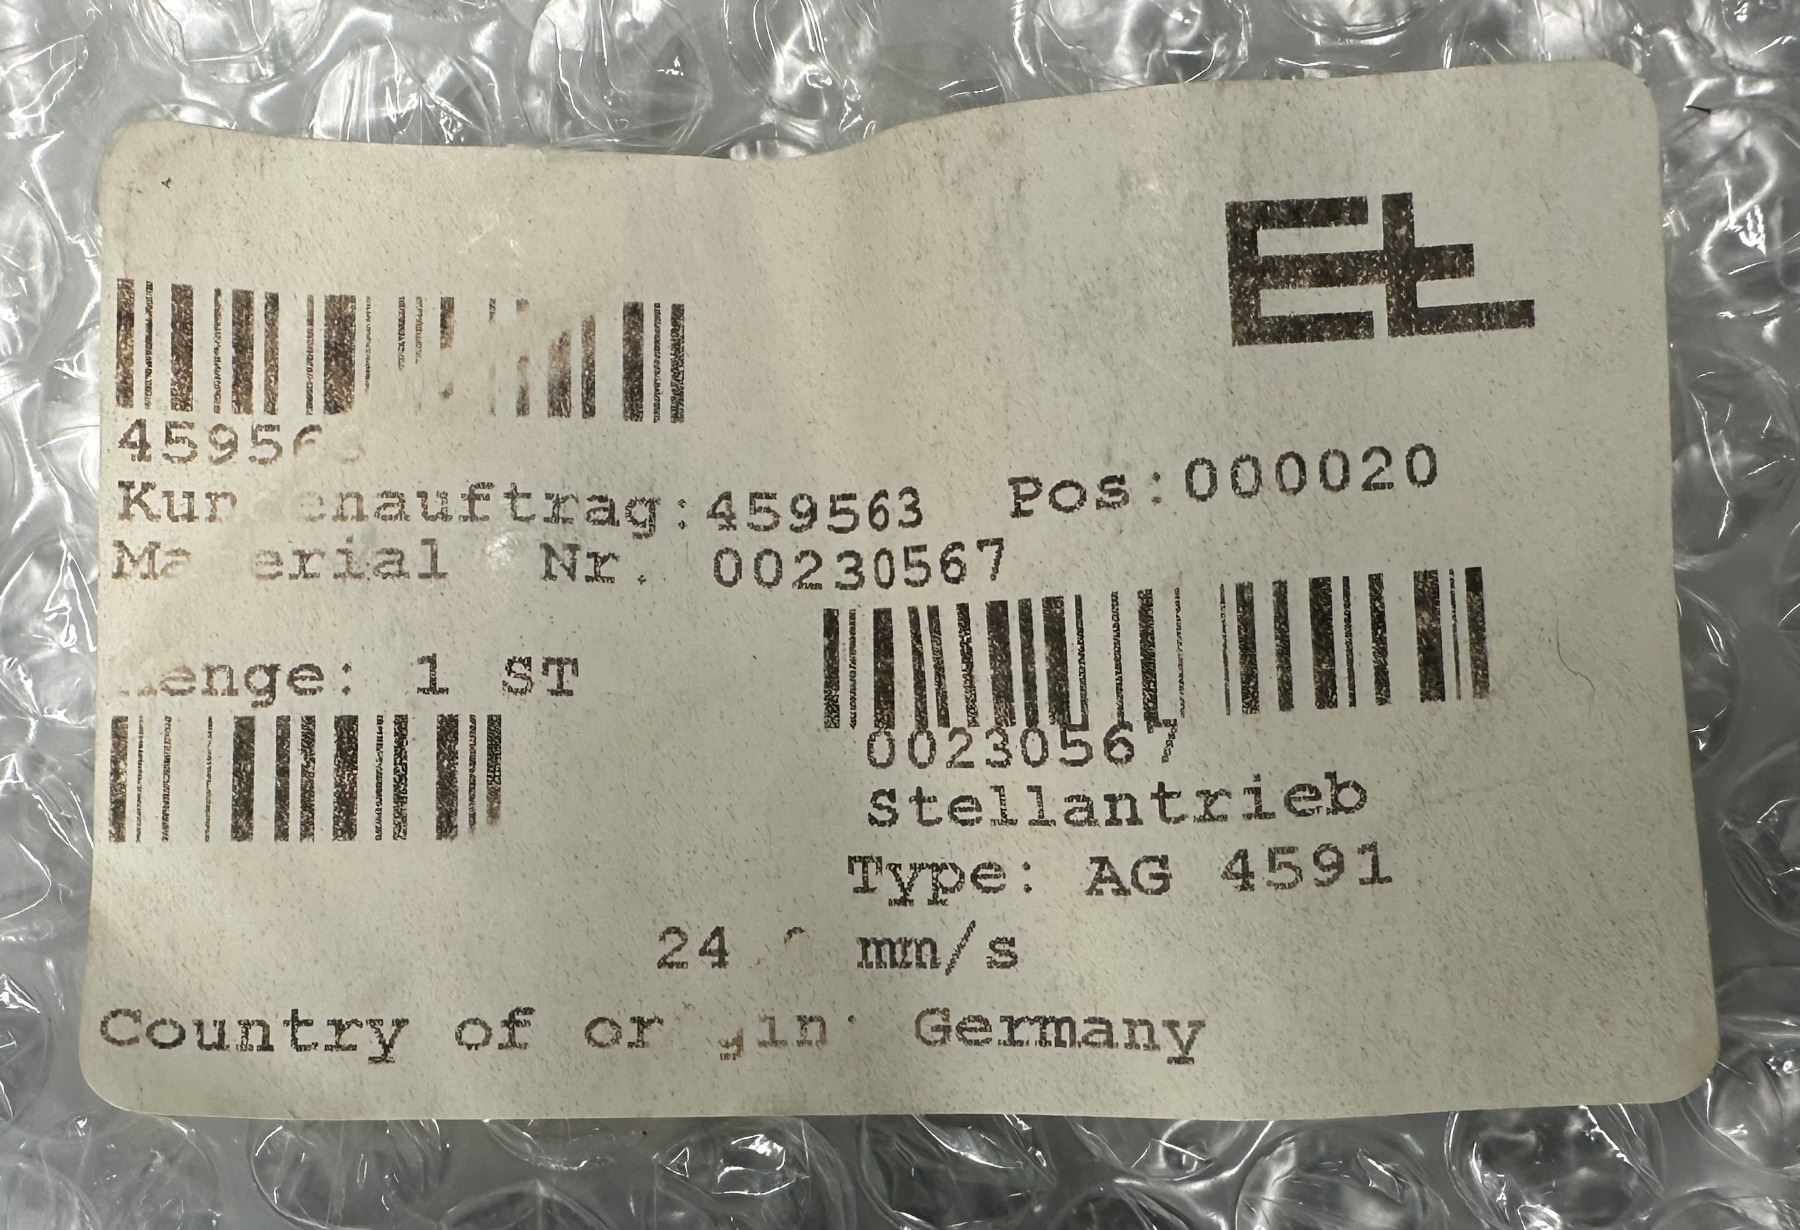 EL
Kundenauftrag:459563 Pos:000020
Material Nr. 00230567
Menge: 1 ST
00230567
Stellantrieb
Type: AG 4591
24 mm/s
Country of origin: Germany